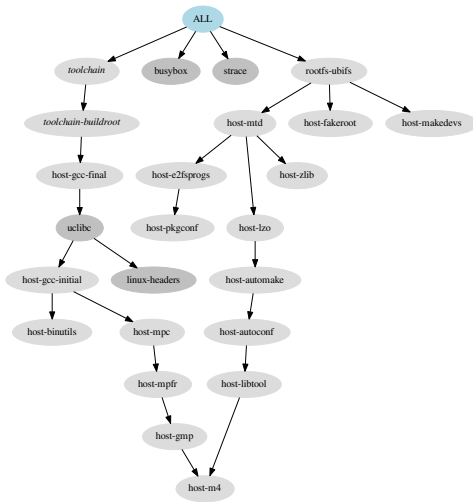 ALL
toolchain
busybox
strace
rootfs-ubifs
toolchain-buildroot
host-mtd
host-fakeroot
host-makedevs
host-gcc-final
host-e2fsprogs
host-zlib
uclibc
host-pkgconf
host-lzo
host-gcc-initial
linux-headers
host-automake
host-binutils
host-mpc
host-autoconf
host-mpfr
host-libtool
host-gmp
host-m4